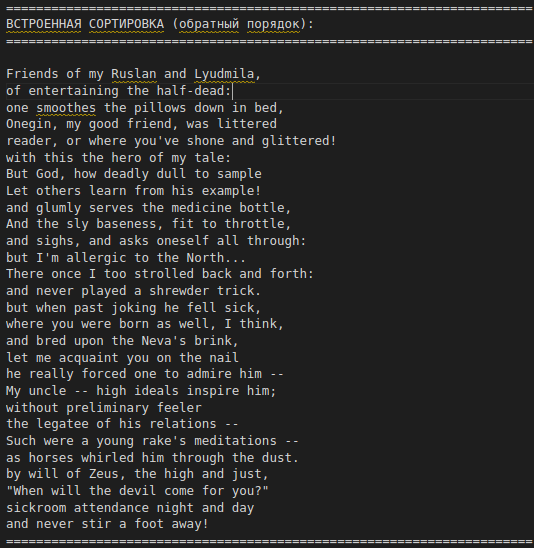 ======================================================================
ВСТРОЕННАЯ СОРТИРОВКА (обратный порядок):
======================================================================
Friends of my Ruslan and Lyudmila,
of entertaining the half-dead:
one smoothes the pillows down in bed,
Onegin, my good friend, was littered
reader, or where you've shone and glittered!
with this the hero of my tale:
But God, how deadly dull to sample
Let others learn from his example!
and glumly serves the medicine bottle,
And the sly baseness, fit to throttle,
and sighs, and asks oneself all through:
but I'm allergic to the North...
There once I too strolled back and forth:
and never played a shrewder trick.
but when past joking he fell sick,
where you were born as well, I think,
and bred upon the Neva's brink,
let me acquaint you on the nail
he really forced one to admire him --
My uncle -- high ideals inspire him;
without preliminary feeler
the legatee of his relations --
Such were a young rake's meditations --
as horses whirled him through the dust.
by will of Zeus, the high and just,
"When will the devil come for you?"
sickroom attendance night and day
and never stir a foot away!
======================================================================